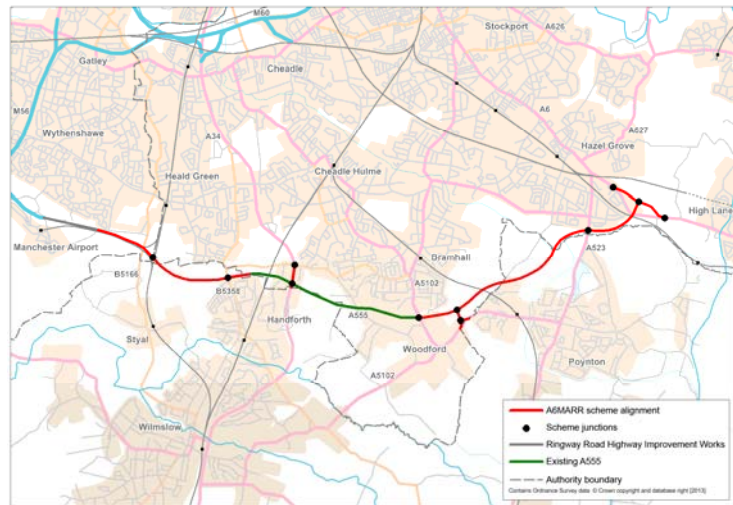 M60
Stockport
A626
Gatley
Cheadle
M56
A6
A34
A627
Wythenshawe
Hazel Grove
Heald Green
Cheadle Hulme
High Lane
Manchester Airport
A523
Bramhall
B5166
A5102
B5358
A555
Handforth
Styal
Woodford
Poynton
A5102
Wilmslow
A6MARR scheme alignment
Scheme junctions
Ringway Road Highway Improvement Works
Existing A555
Authority boundary
Contains Ordnance Survey data © Crown copyright and database right [2013]